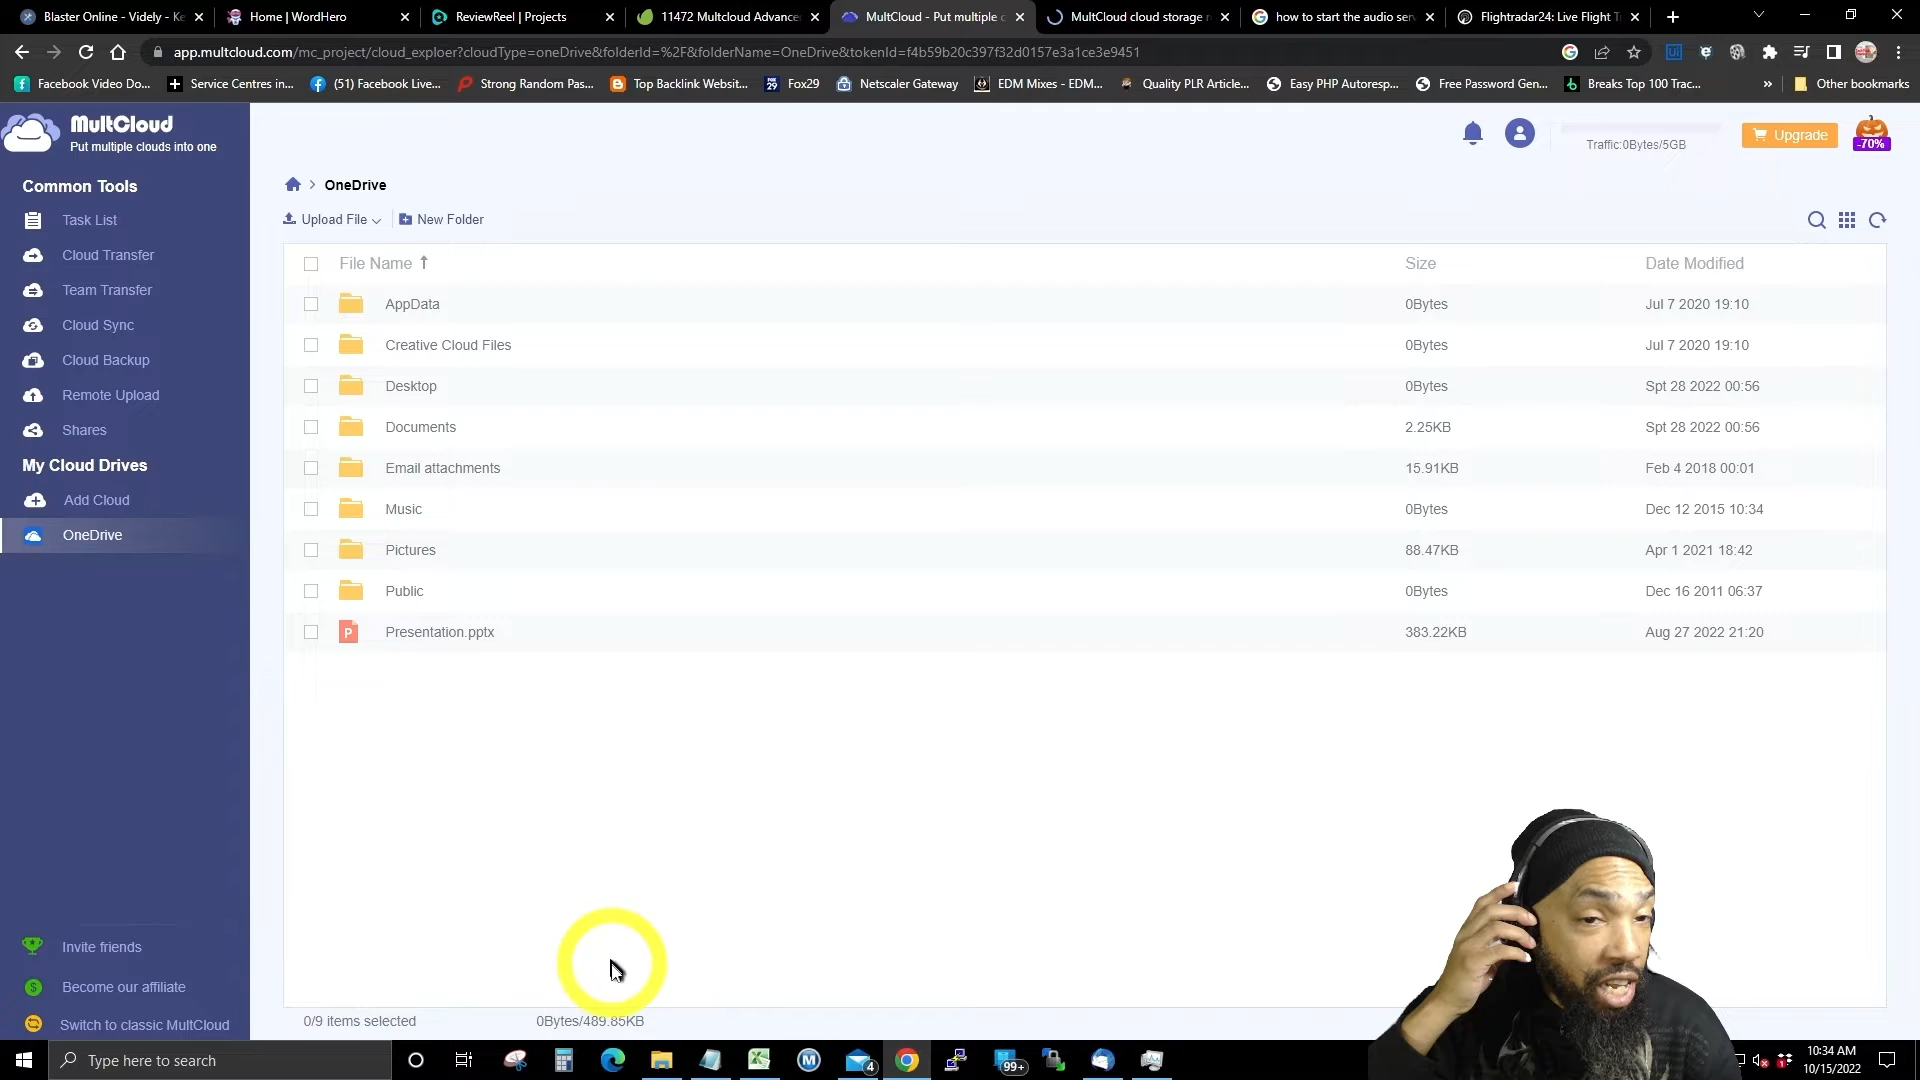 Blaster Online - Videly - Ke
Home | WordHero
ReviewReel | Projects
11472 Multcloud Advance
MultCloud - Put multiple c
MultCloud cloud storage r
how to start the audio ser
Flightradar24: Live Flight T
app.multcloud.com/mc_project/cloud_exploer?cloudType=oneDrive&folderId=%2F&folderName=OneDrive&tokenId=f4b59b20c397f32d0157e3a1ce3e9451
Facebook Video Do...
Service Centres in...
(51) Facebook Live...
Strong Random Pas...
Top Backlink Websit...
Fox29
Netscaler Gateway
EDM Mixes - EDM...
Quality PLR Article...
Easy PHP Autoresp...
Free Password Gen...
Breaks Top 100 Trac...
»
Other bookmarks
MultCloud
Put multiple clouds into one
Traffic:0Bytes/5GB
Upgrade
-70%
Common Tools
Task List
Cloud Transfer
Team Transfer
Cloud Sync
Cloud Backup
Remote Upload
Shares
My Cloud Drives
Add Cloud
OneDrive
Invite friends
Become our affiliate
Switch to classic MultCloud
> OneDrive
Upload File
New Folder
File Name Size Date Modified
AppData 0Bytes Jul 7 2020 19:10
Creative Cloud Files 0Bytes Jul 7 2020 19:10
Desktop 0Bytes Spt 28 2022 00:56
Documents 2.25KB Spt 28 2022 00:56
Email attachments 15.91KB Feb 4 2018 00:01
Music 0Bytes Dec 12 2015 10:34
Pictures 88.47KB Apr 1 2021 18:42
Public 0Bytes Dec 16 2011 06:37
P Presentation.pptx 383.22KB Aug 27 2022 21:20
0/9 items selected
0Bytes/489.85KB
Type here to search
4
99+
10:34 AM
10/15/2022